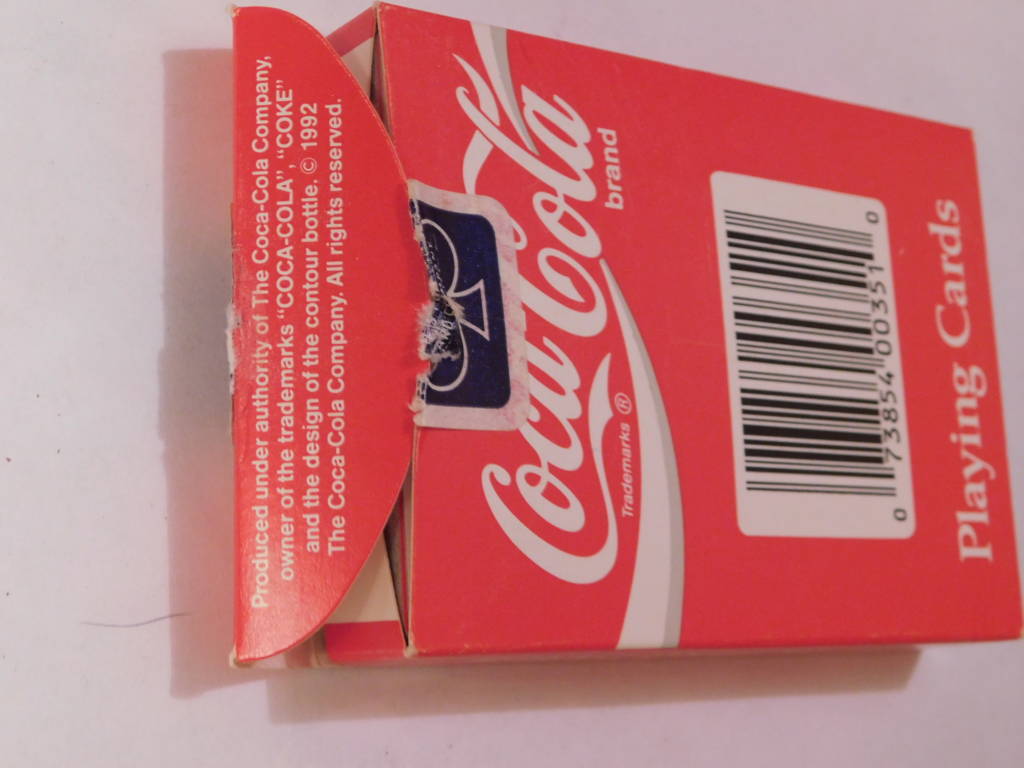 Produced under authority of The Coca-Cola Company,
owner of the trademarks “COCA-COLA”, “COKE”
and the design of the contour bottle. © 1992
The Coca-Cola Company. All rights reserved.
Coca-Cola
Trademarks ®
brand
0 73854 00351 0
Playing Cards